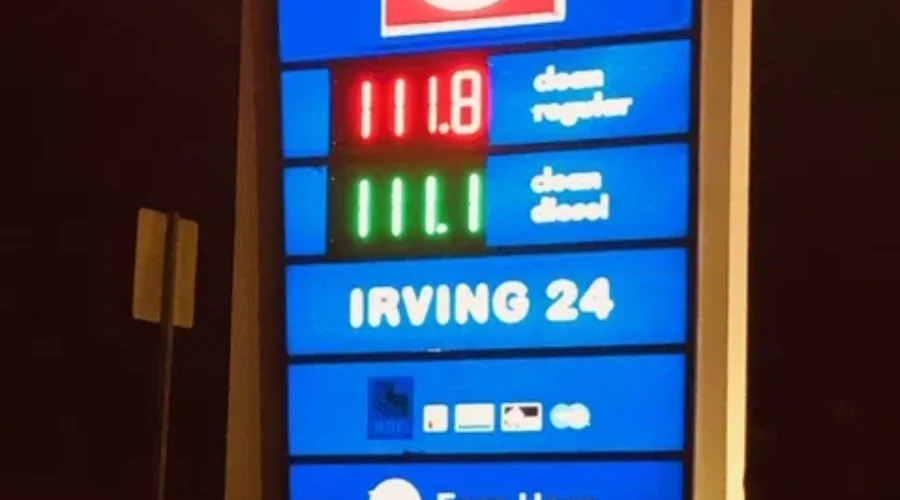 111.8
clean
regular
111.1
clean
diesel
IRVING 24